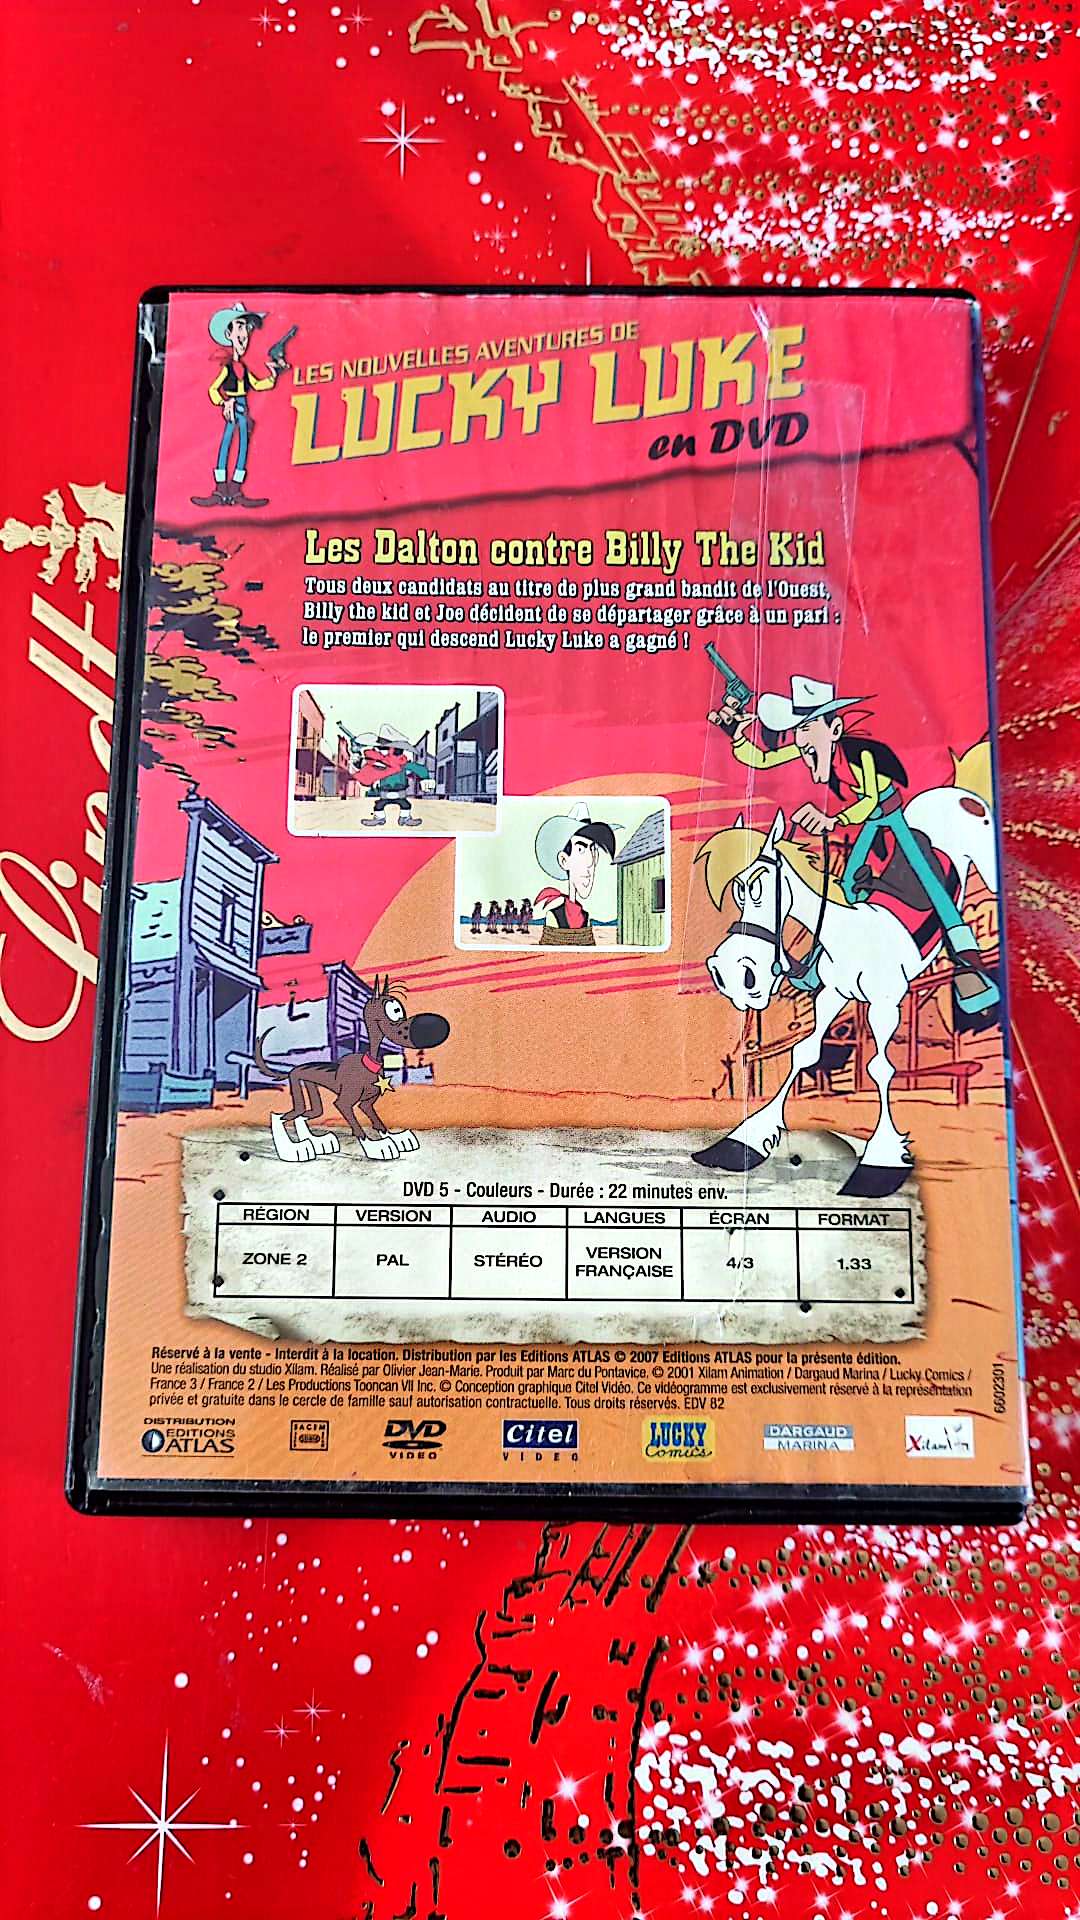 LES NOUVELLES AVENTURES DE
LUCKY LUKE
en DVD
Les Dalton contre Billy The Kid
Tous deux candidats au titre de plus grand bandit de l'Ouest,
Billy the kid et Joe décident de se départager grâce à un pari :
le premier qui descend Lucky Luke a gagné !
Lindt
DVD 5 - Couleurs - Durée : 22 minutes env.
RÉGION VERSION AUDIO LANGUES ÉCRAN FORMAT
ZONE 2 PAL STÉRÉO VERSION FRANÇAISE 4/3 1.33
Réservé à la vente - Interdit à la location. Distribution par les Editions ATLAS © 2007 Editions ATLAS pour la présente édition.
Une réalisation du studio Xilam. Réalisé par Olivier Jean-Marie. Produit par Marc du Pontavice. © 2001 Xilam Animation / Dargaud Marina / Lucky Comics /
France 3 / France 2 / Les Productions Tooncan VII Inc. © Conception graphique Citel Vidéo. Ce vidéogramme est exclusivement réservé à la représentation
privée et gratuite dans le cercle de famille sauf autorisation contractuelle. Tous droits réservés. EDV 82
66602301
DISTRIBUTION
EDITIONS
ATLAS
SACEM
DVD
VIDEO
Citel
VIDEO
LUCKY
Comics
DARGAUD
MARINA
Xilam